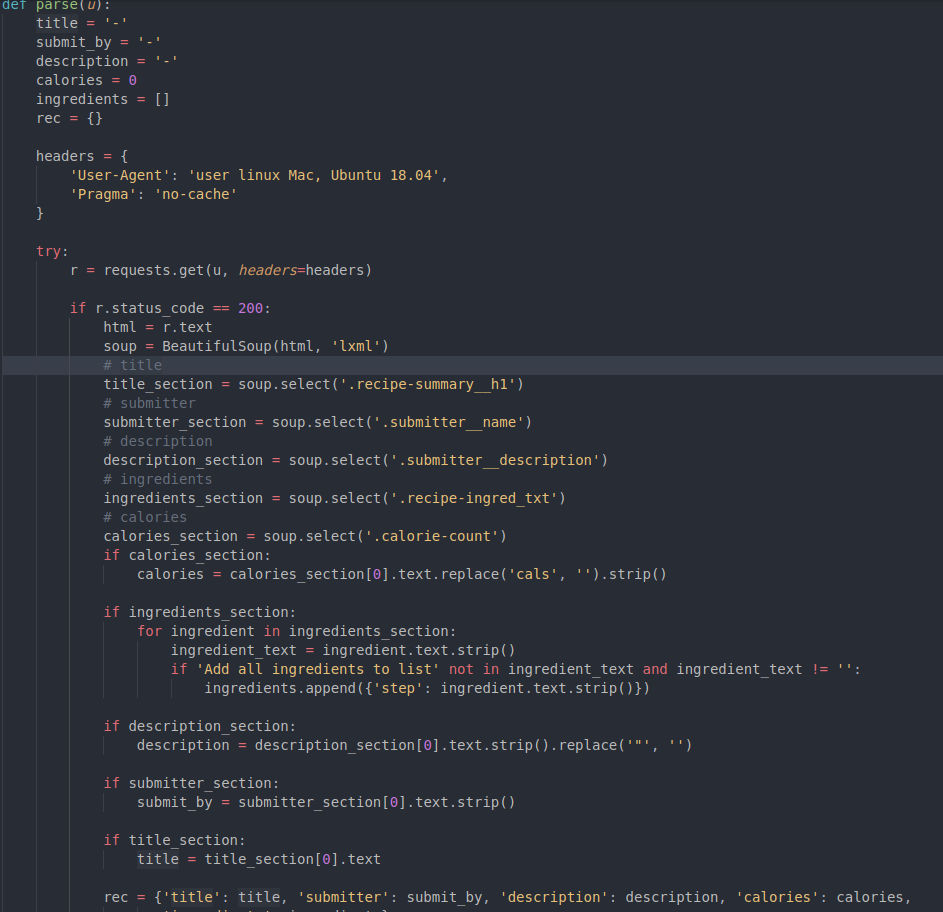 def parse(u):
    title = '-'
    submit_by = '-'
    description = '-'
    calories = 0
    ingredients = []
    rec = {}

    headers = {
        'User-Agent': 'user linux Mac, Ubuntu 18.04',
        'Pragma': 'no-cache'
    }

    try:
        r = requests.get(u, headers=headers)

        if r.status_code == 200:
            html = r.text
            soup = BeautifulSoup(html, 'lxml')
            # title
            title_section = soup.select('.recipe-summary__h1')
            # submitter
            submitter_section = soup.select('.submitter__name')
            # description
            description_section = soup.select('.submitter__description')
            # ingredients
            ingredients_section = soup.select('.recipe-ingred_txt')
            # calories
            calories_section = soup.select('.calorie-count')
            if calories_section:
                calories = calories_section[0].text.replace('cals', '').strip()

            if ingredients_section:
                for ingredient in ingredients_section:
                    ingredient_text = ingredient.text.strip()
                    if 'Add all ingredients to list' not in ingredient_text and ingredient_text != '':
                        ingredients.append({'step': ingredient.text.strip()})

            if description_section:
                description = description_section[0].text.strip().replace('"', '')

            if submitter_section:
                submit_by = submitter_section[0].text.strip()

            if title_section:
                title = title_section[0].text

            rec = {'title': title, 'submitter': submit_by, 'description': description, 'calories': calories,